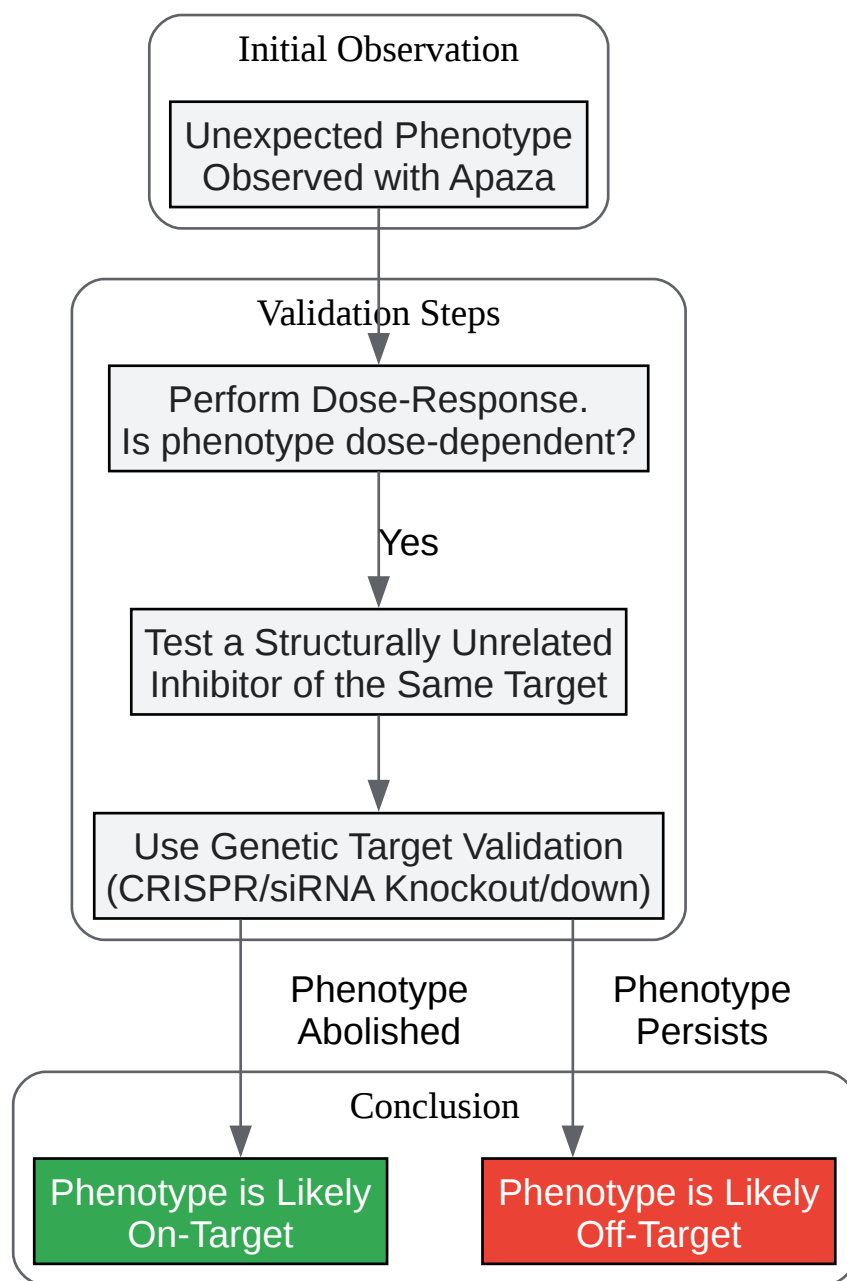 Initial Observation
Unexpected Phenotype
Observed with Apaza
Validation Steps
Perform Dose-Response.
Is phenotype dose-dependent?
Yes
Test a Structurally Unrelated
Inhibitor of the Same Target
Use Genetic Target Validation
(CRISPR/siRNA Knockout/down)
Phenotype
Abolished
Phenotype
Persists
Conclusion
Phenotype is Likely
On-Target
Phenotype is Likely
Off-Target